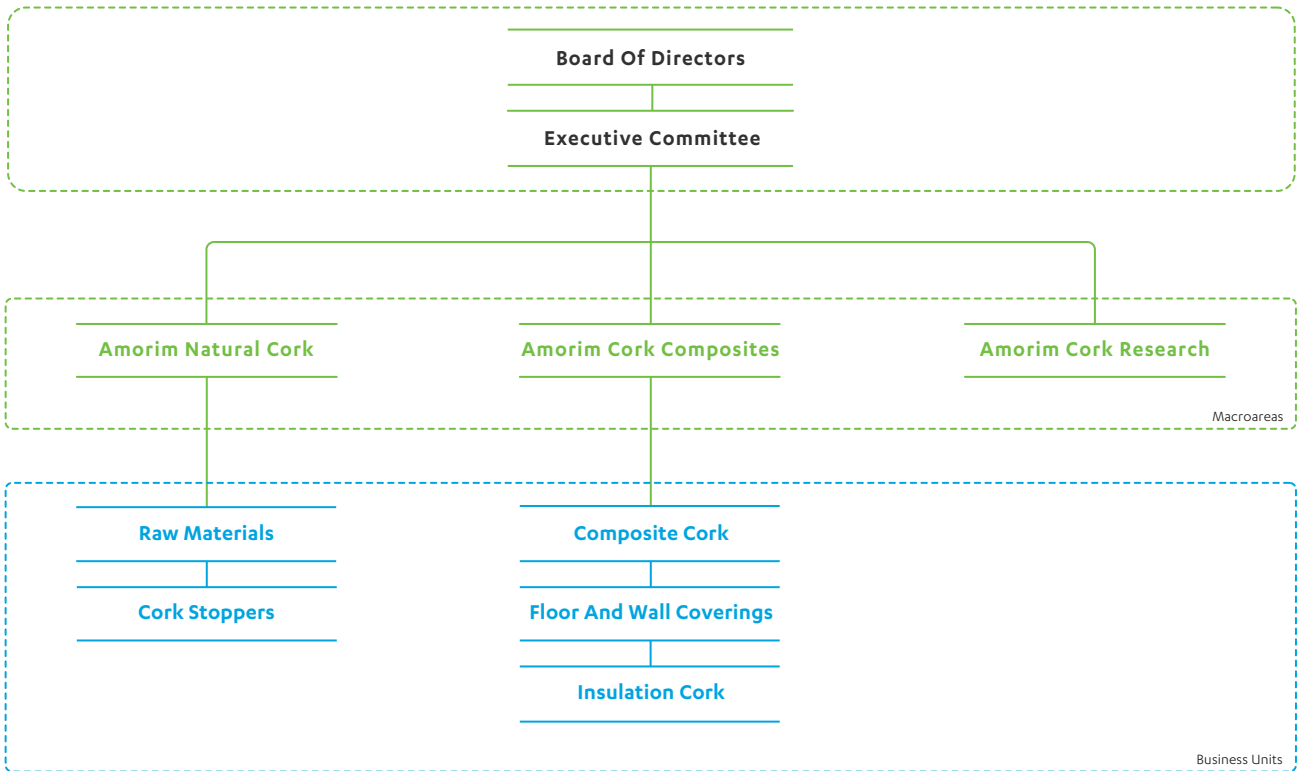 Board Of Directors
Executive Committee
Amorim Natural Cork
Amorim Cork Composites
Amorim Cork Research
Macroareas
Raw Materials
Composite Cork
Cork Stoppers
Floor And Wall Coverings
Insulation Cork
Business Units